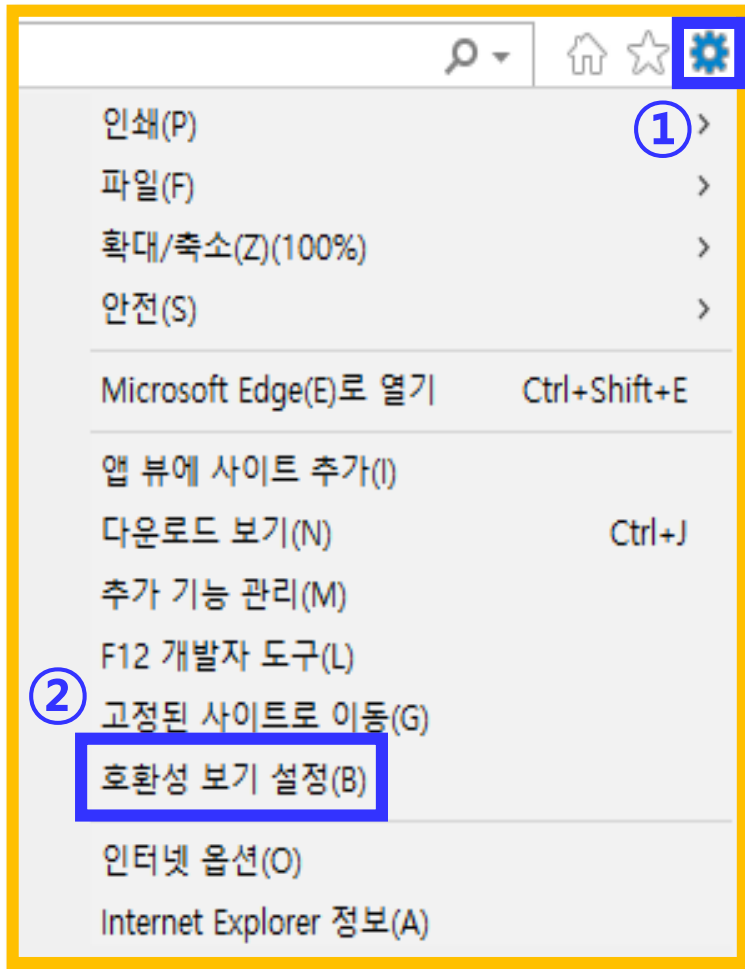 ①
인쇄(P)
파일(F)
확대/축소(Z)(100%)
안전(S)
Microsoft Edge(E)로 열기 Ctrl+Shift+E
앱 뷰에 사이트 추가(I)
다운로드 보기(N) Ctrl+J
추가 기능 관리(M)
F12 개발자 도구(L)
②
고정된 사이트로 이동(G)
호환성 보기 설정(B)
인터넷 옵션(O)
Internet Explorer 정보(A)